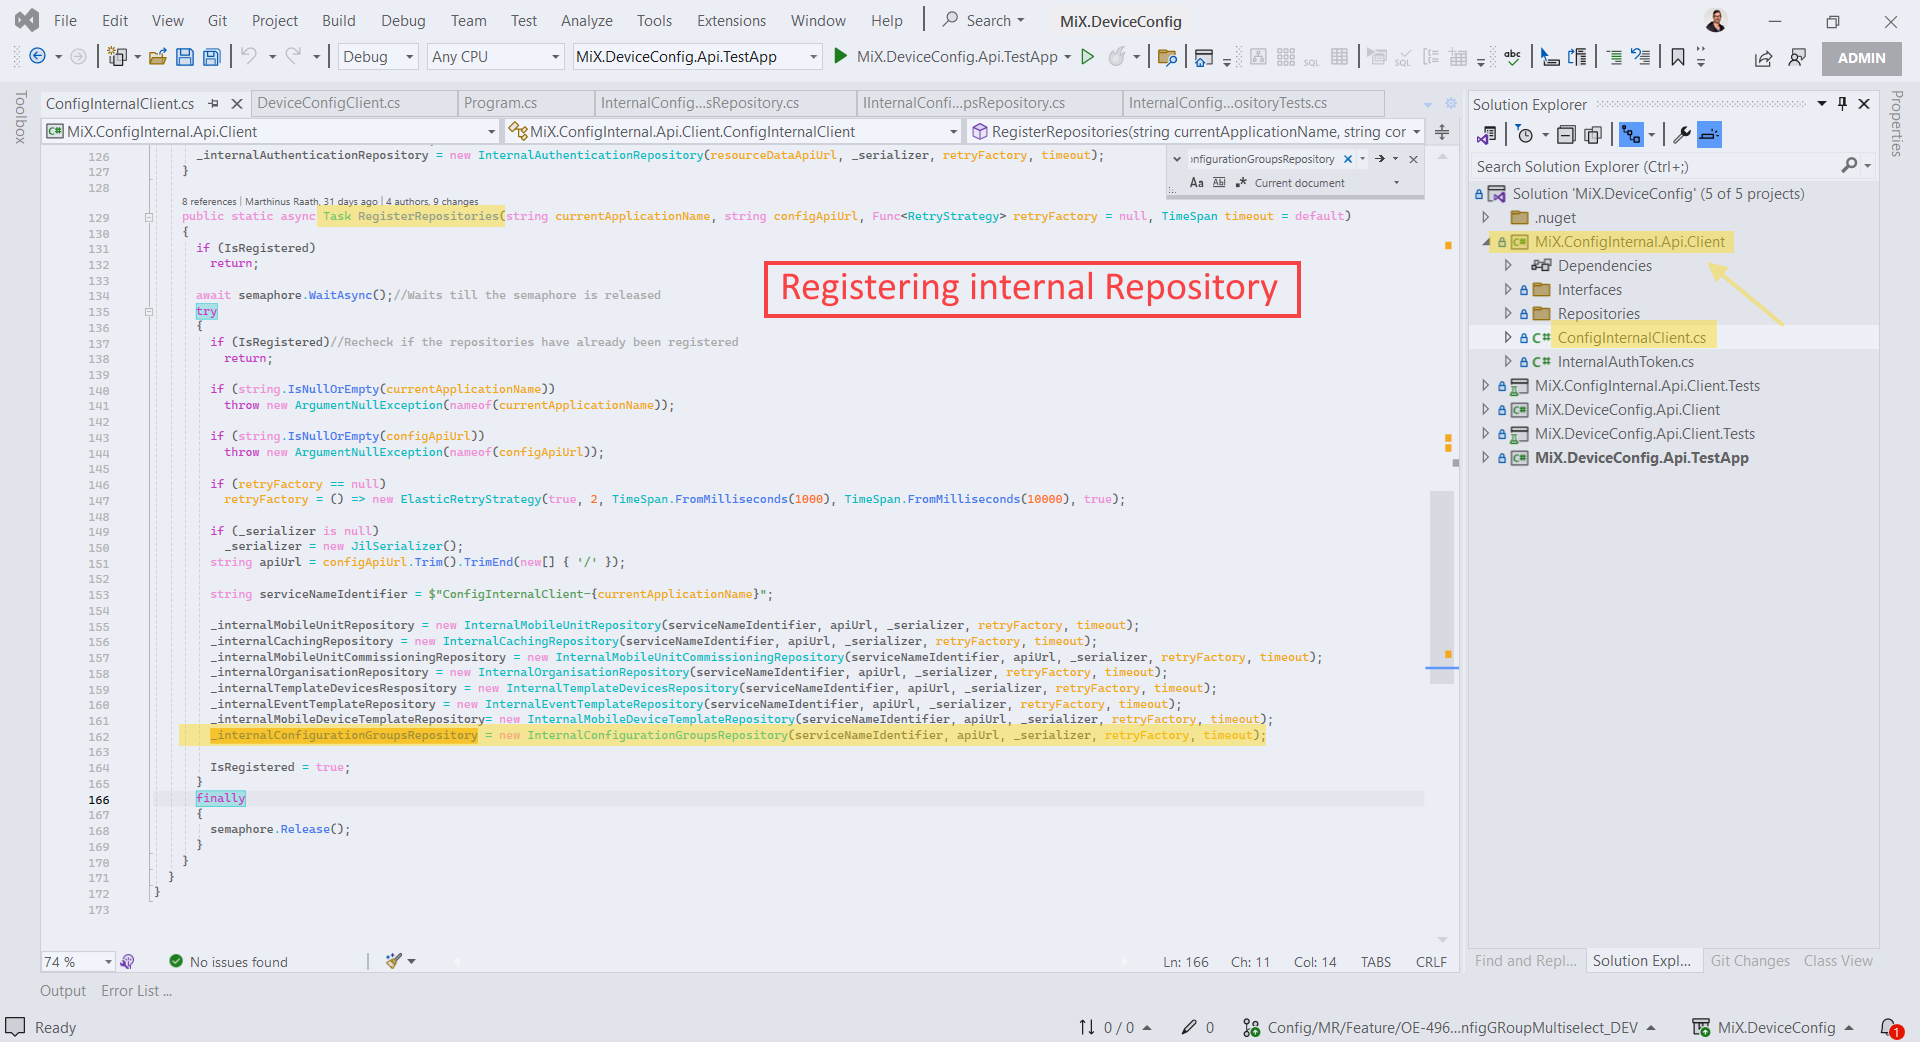 File Edit View Git Project Build Debug Team Test Analyze Tools Extensions Window Help Search MiX.DeviceConfig
Debug Any CPU MiX.DeviceConfig.Api.TestApp MiX.DeviceConfig.Api.TestApp ADMIN
Toolbox
ConfigInternalClient.cs DeviceConfigClient.cs Program.cs InternalConfig...sRepository.cs IInternalConfi...psRepository.cs InternalConfig...ositoryTests.cs
MiX.ConfigInternal.Api.Client MiX.ConfigInternal.Api.Client.ConfigInternalClient RegisterRepositories(string currentApplicationName, string cor
nfigurationGroupsRepository
Aa Ab .* Current document
126 _internalAuthenticationRepository = new InternalAuthenticationRepository(resourceDataApiUrl, _serializer, retryFactory, timeout);
127 }
128
8 references | Marthinus Raath, 31 days ago | 4 authors, 9 changes
129 public static async Task RegisterRepositories(string currentApplicationName, string configApiUrl, Func<RetryStrategy> retryFactory = null, TimeSpan timeout = default)
130 {
131 if (IsRegistered)
132 return;
133
134 await semaphore.WaitAsync();//Waits till the semaphore is released
135 try
136 {
137 if (IsRegistered)//Recheck if the repositories have already been registered
138 return;
139
140 if (string.IsNullOrEmpty(currentApplicationName))
141 throw new ArgumentNullException(nameof(currentApplicationName));
142
143 if (string.IsNullOrEmpty(configApiUrl))
144 throw new ArgumentNullException(nameof(configApiUrl));
145
146 if (retryFactory == null)
147 retryFactory = () => new ElasticRetryStrategy(true, 2, TimeSpan.FromMilliseconds(1000), TimeSpan.FromMilliseconds(10000), true);
148
149 if (_serializer is null)
150 _serializer = new JilSerializer();
151 string apiUrl = configApiUrl.Trim().TrimEnd(new[] { '/' });
152
153 string serviceNameIdentifier = $"ConfigInternalClient-{currentApplicationName}";
154
155 _internalMobileUnitRepository = new InternalMobileUnitRepository(serviceNameIdentifier, apiUrl, _serializer, retryFactory, timeout);
156 _internalCachingRepository = new InternalCachingRepository(serviceNameIdentifier, apiUrl, _serializer, retryFactory, timeout);
157 _internalMobileUnitCommissioningRepository = new InternalMobileUnitCommissioningRepository(serviceNameIdentifier, apiUrl, _serializer, retryFactory, timeout);
158 _internalOrganisationRepository = new InternalOrganisationRepository(serviceNameIdentifier, apiUrl, _serializer, retryFactory, timeout);
159 _internalTemplateDevicesRespository = new InternalTemplateDevicesRepository(serviceNameIdentifier, apiUrl, _serializer, retryFactory, timeout);
160 _internalEventTemplateRepository = new InternalEventTemplateRepository(serviceNameIdentifier, apiUrl, _serializer, retryFactory, timeout);
161 _internalMobileDeviceTemplateRepository= new InternalMobileDeviceTemplateRepository(serviceNameIdentifier, apiUrl, _serializer, retryFactory, timeout);
162 _internalConfigurationGroupsRepository = new InternalConfigurationGroupsRepository(serviceNameIdentifier, apiUrl, _serializer, retryFactory, timeout);
163
164 IsRegistered = true;
165 }
166 finally
167 {
168 semaphore.Release();
169 }
170 }
171 }
172 }
173
Registering internal Repository
74 % No issues found Ln: 166 Ch: 11 Col: 14 TABS CRLF
Output Error List ...
Solution Explorer
Search Solution Explorer (Ctrl+;)
Solution 'MiX.DeviceConfig' (5 of 5 projects)
.nuget
MiX.ConfigInternal.Api.Client
Dependencies
Interfaces
Repositories
C# ConfigInternalClient.cs
C# InternalAuthToken.cs
MiX.ConfigInternal.Api.Client.Tests
C# MiX.DeviceConfig.Api.Client
MiX.DeviceConfig.Api.Client.Tests
C# MiX.DeviceConfig.Api.TestApp
Properties
Find and Repl... Solution Expl... Git Changes Class View
Ready 0 / 0 0 Config/MR/Feature/OE-496...nfigGRoupMultiselect_DEV MiX.DeviceConfig 1